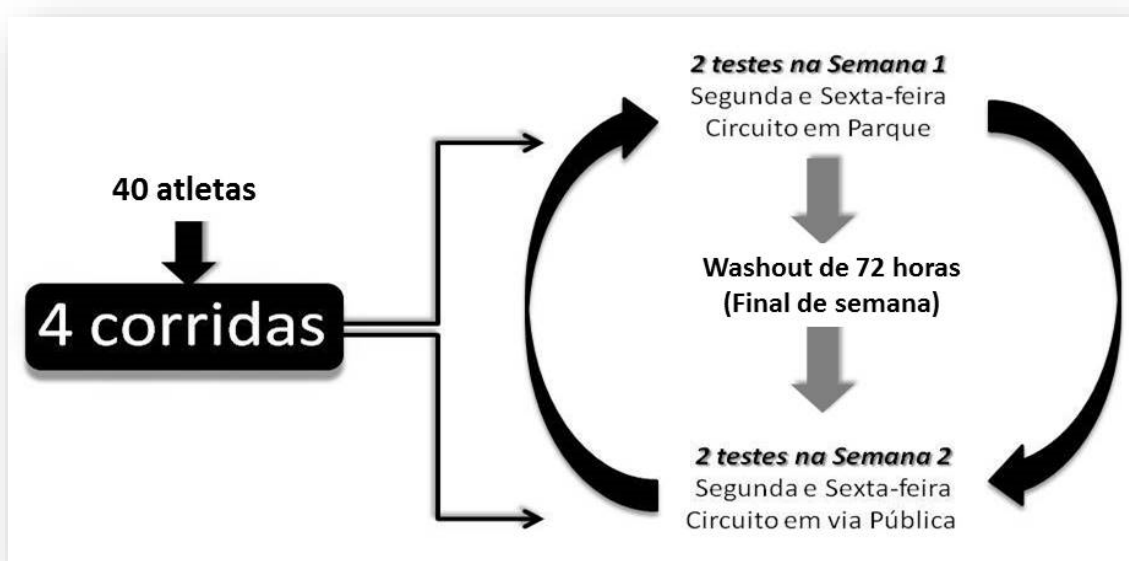 40 atletas
4 corridas
2 testes na Semana 1
Segunda e Sexta-feira
Circuito em Parque
Washout de 72 horas
(Final de semana)
2 testes na Semana 2
Segunda e Sexta-feira
Circuito em via Pública